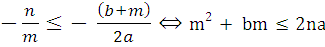 −n/m ≤ − (b+m)/2a ⇔ m² + bm ≤ 2na